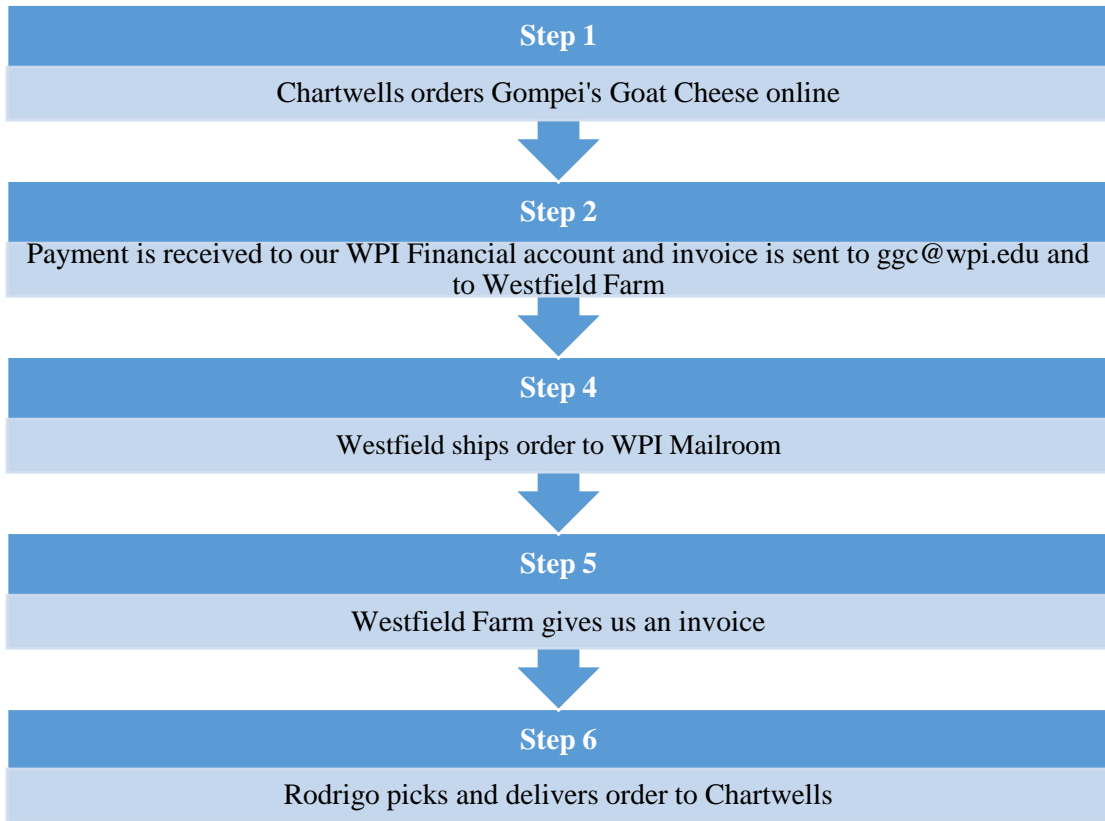 Step 1
Chartwells orders Gompei's Goat Cheese online
Step 2
Payment is received to our WPI Financial account and invoice is sent to ggc@wpi.edu and
to Westfield Farm
Step 4
Westfield ships order to WPI Mailroom
Step 5
Westfield Farm gives us an invoice
Step 6
Rodrigo picks and delivers order to Chartwells